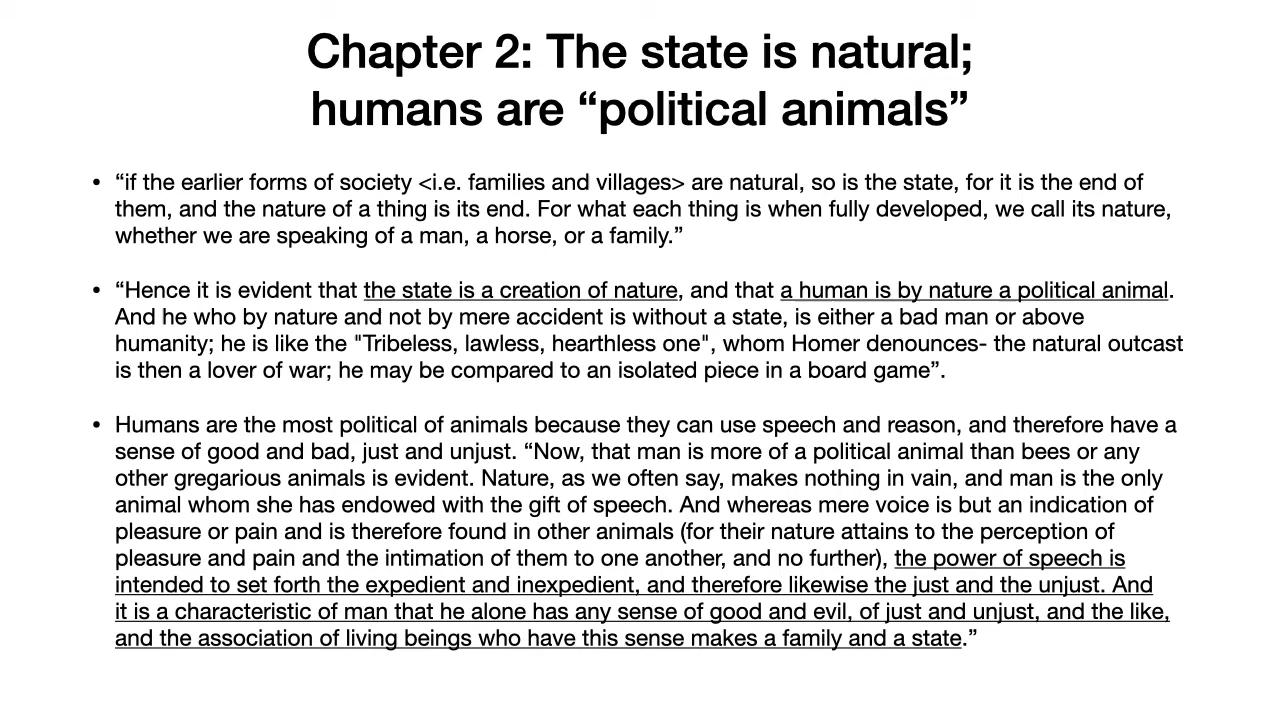 Chapter 2: The state is natural;
humans are “political animals”
• “if the earlier forms of society <i.e. families and villages> are natural, so is the state, for it is the end of
them, and the nature of a thing is its end. For what each thing is when fully developed, we call its nature,
whether we are speaking of a man, a horse, or a family.”
• “Hence it is evident that the state is a creation of nature, and that a human is by nature a political animal.
And he who by nature and not by mere accident is without a state, is either a bad man or above
humanity; he is like the "Tribeless, lawless, hearthless one", whom Homer denounces- the natural outcast
is then a lover of war; he may be compared to an isolated piece in a board game”.
• Humans are the most political of animals because they can use speech and reason, and therefore have a
sense of good and bad, just and unjust. “Now, that man is more of a political animal than bees or any
other gregarious animals is evident. Nature, as we often say, makes nothing in vain, and man is the only
animal whom she has endowed with the gift of speech. And whereas mere voice is but an indication of
pleasure or pain and is therefore found in other animals (for their nature attains to the perception of
pleasure and pain and the intimation of them to one another, and no further), the power of speech is
intended to set forth the expedient and inexpedient, and therefore likewise the just and the unjust. And
it is a characteristic of man that he alone has any sense of good and evil, of just and unjust, and the like,
and the association of living beings who have this sense makes a family and a state.”